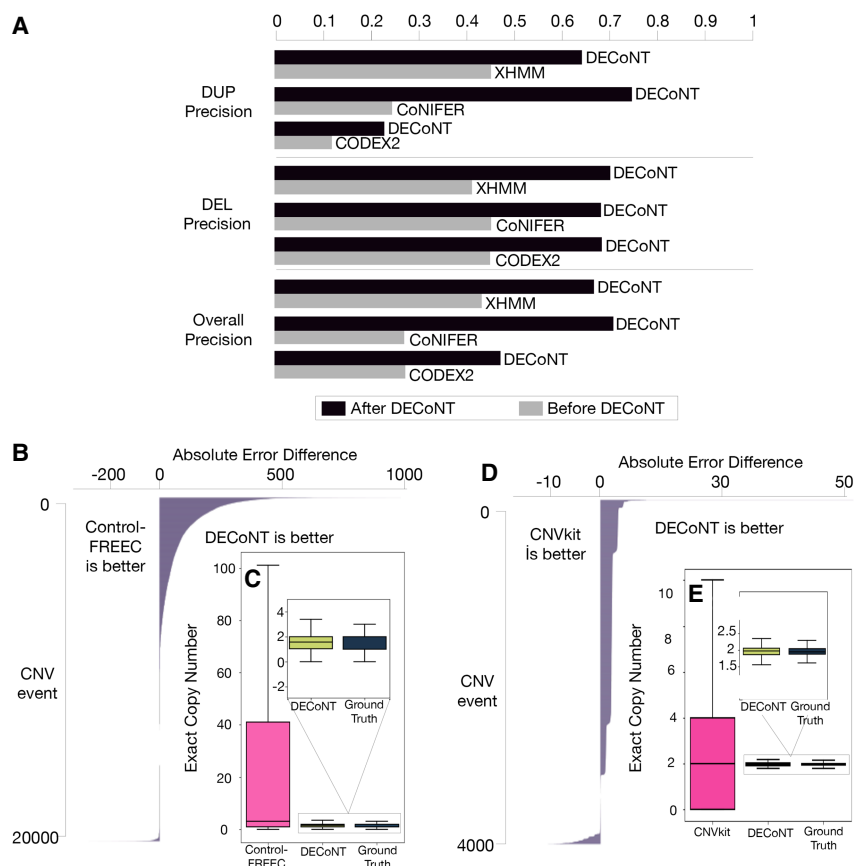 A
0 0.1 0.2 0.3 0.4 0.5 0.6 0.7 0.8 0.9 1
DECoNT
XHMM
DUP
Precision
DECoNT
CoNIFER
DECoNT
CODEX2
DECoNT
XHMM
DEL
Precision
DECoNT
CoNIFER
DECoNT
CODEX2
DECoNT
XHMM
Overall
Precision
DECoNT
CoNIFER
DECoNT
CODEX2
After DECoNT
Before DECoNT
B
Absolute Error Difference
-200 0 500 1000
0
Control-
FREEC
is better
DECoNT is better
CNV
event
20000
C
Exact Copy Number
100
80
60
40
20
0
4
2
0
-2
DECoNT
Ground
Truth
Control-
FREEC
DECoNT
Ground
Truth
D
Absolute Error Difference
-10 0 30 50
0
CNVkit
is better
DECoNT is better
CNV
event
4000
E
Exact Copy Number
10
8
6
4
2
0
2.5
2
1.5
DECoNT
Ground
Truth
CNVkit
DECoNT
Ground
Truth